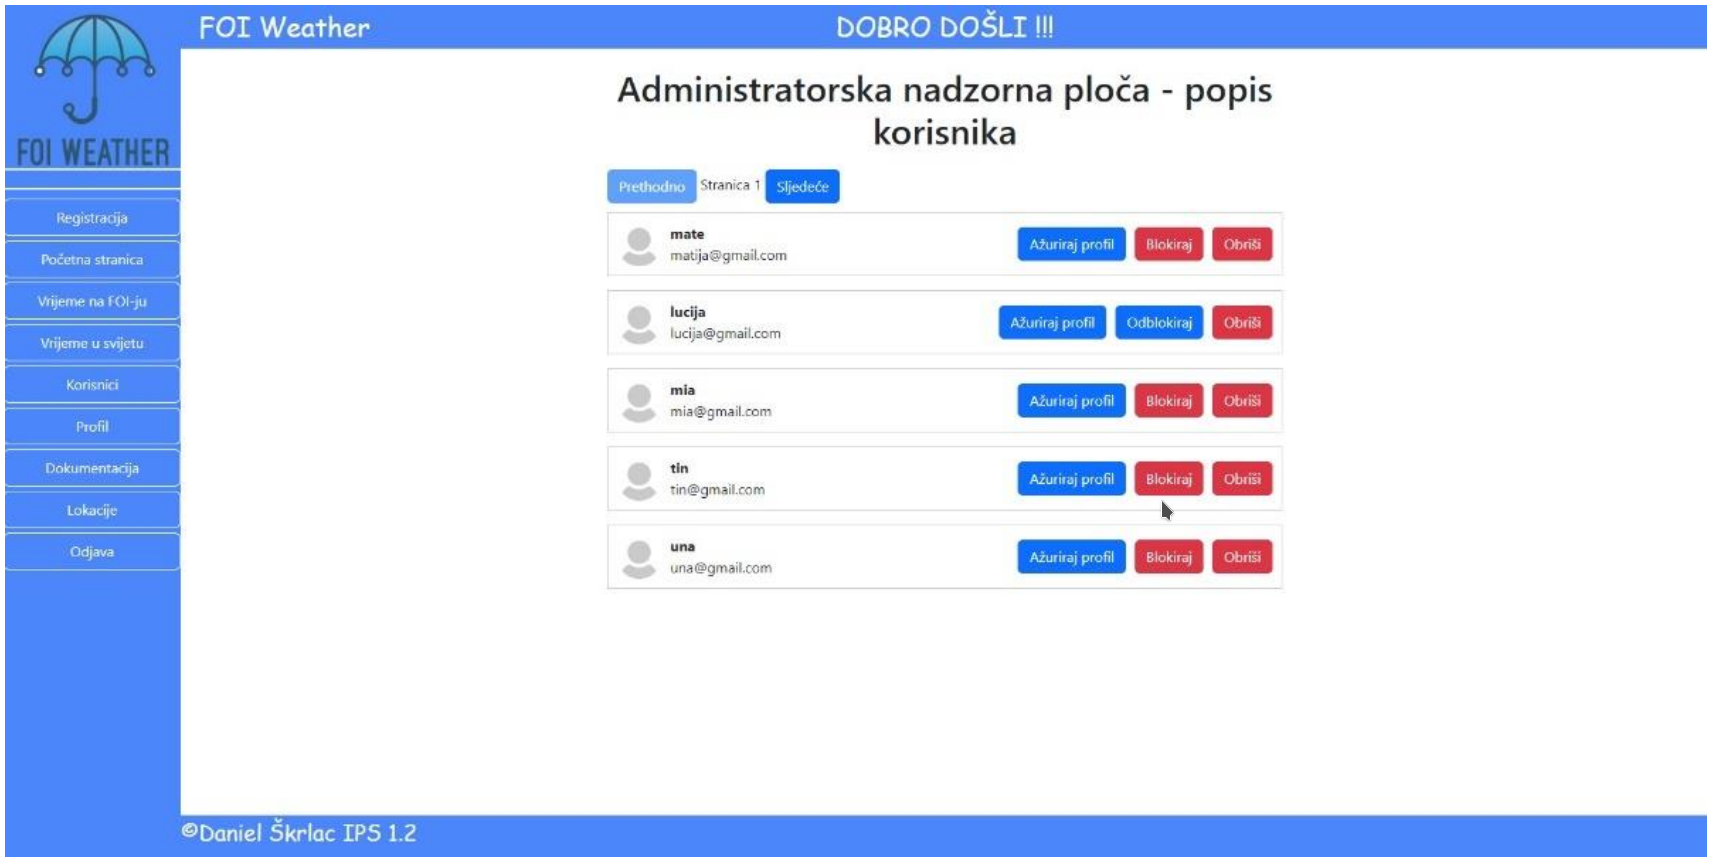 FOI Weather
DOBRO DOŠLI !!!
FOI WEATHER
Registracija
Početna stranica
Vrijeme na FOI-ju
Vrijeme u svijetu
Korisnici
Profil
Dokumentacija
Lokacije
Odjava
Administratorska nadzorna ploča - popis
korisnika
Prethodno Stranica 1 Sljedeće
mate
matija@gmail.com
Ažuriraj profil Blokiraj Obriši
lucija
lucija@gmail.com
Ažuriraj profil Odblokiraj Obriši
mia
mia@gmail.com
Ažuriraj profil Blokiraj Obriši
tin
tin@gmail.com
Ažuriraj profil Blokiraj Obriši
una
una@gmail.com
Ažuriraj profil Blokiraj Obriši
©Daniel Škrlac IPS 1.2